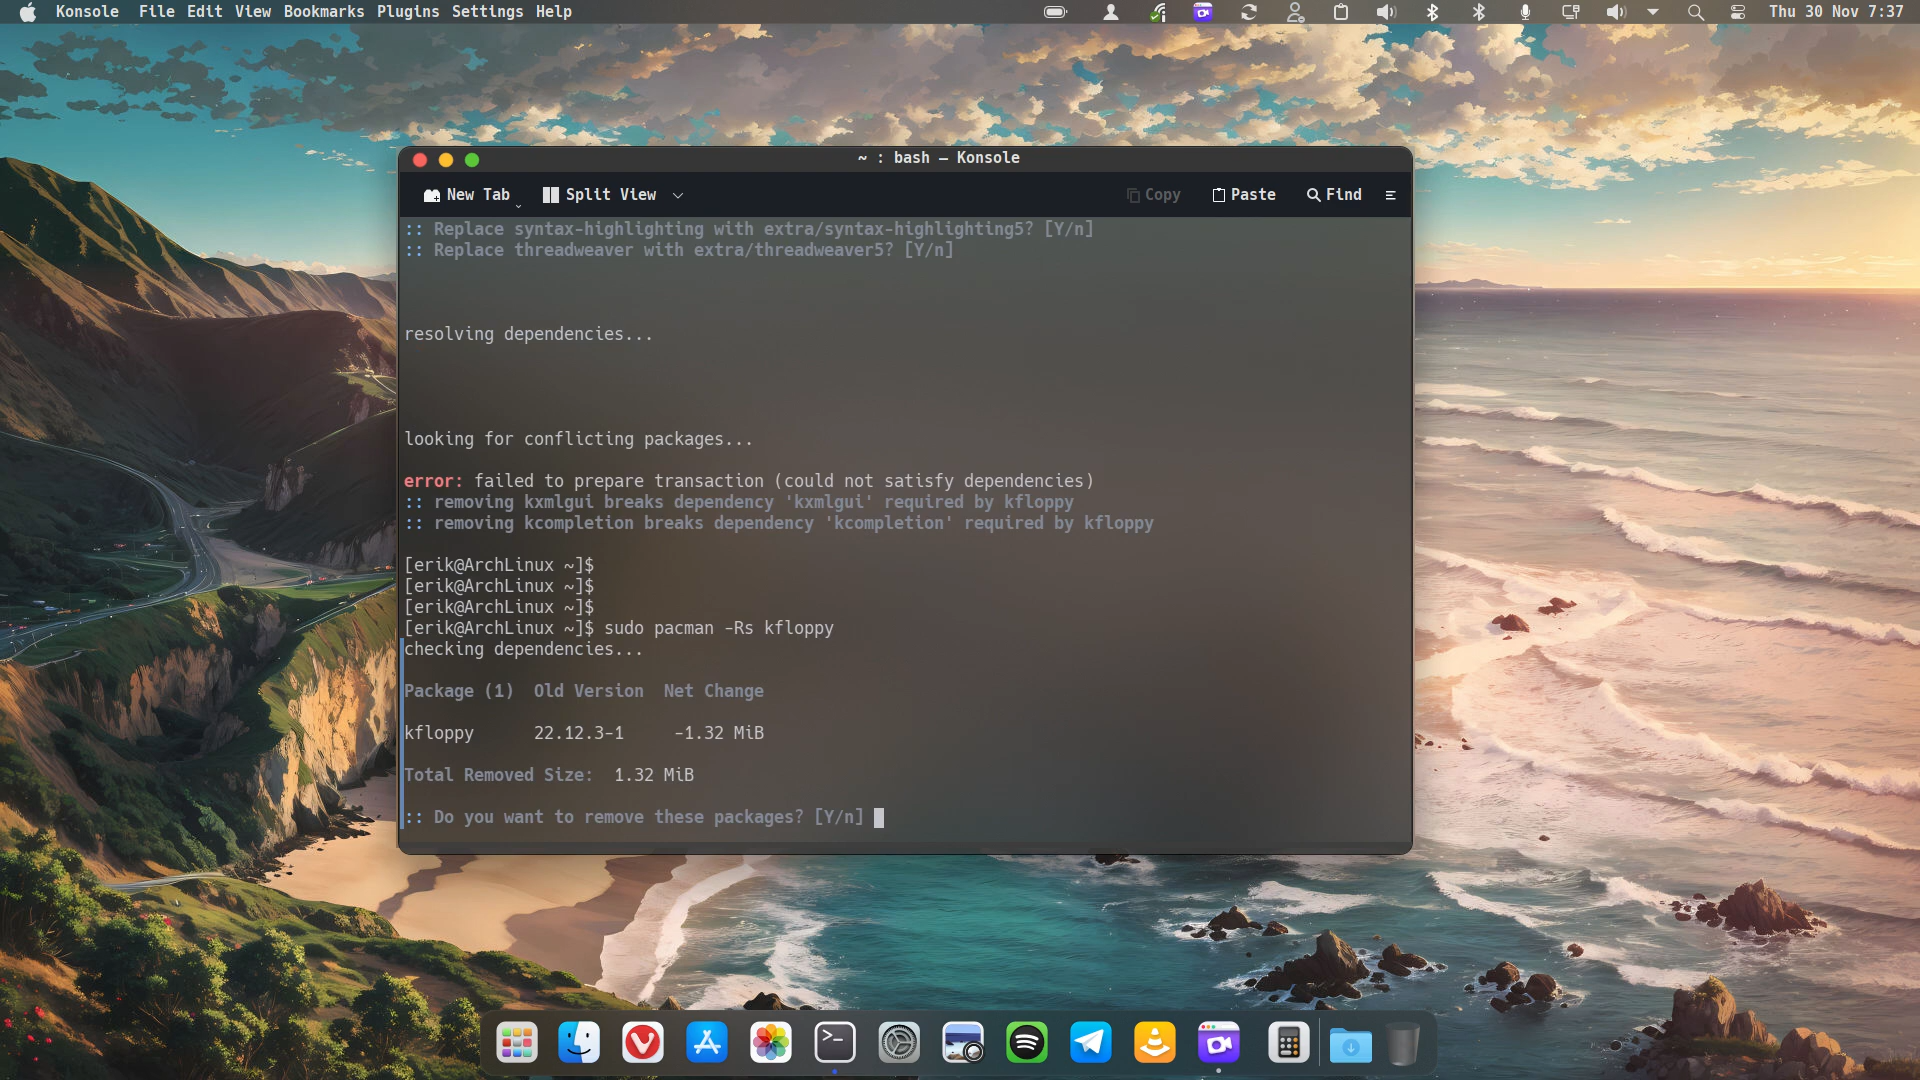 Konsole File Edit View Bookmarks Plugins Settings Help Thu 30 Nov 7:37
~ : bash — Konsole
New Tab Split View Copy Paste Find
:: Replace syntax-highlighting with extra/syntax-highlighting5? [Y/n]
:: Replace threadweaver with extra/threadweaver5? [Y/n]
resolving dependencies...
looking for conflicting packages...
error: failed to prepare transaction (could not satisfy dependencies)
:: removing kxmlgui breaks dependency 'kxmlgui' required by kfloppy
:: removing kcompletion breaks dependency 'kcompletion' required by kfloppy
[erik@ArchLinux ~]$
[erik@ArchLinux ~]$
[erik@ArchLinux ~]$
[erik@ArchLinux ~]$ sudo pacman -Rs kfloppy
checking dependencies...
Package (1) Old Version Net Change
kfloppy 22.12.3-1 -1.32 MiB
Total Removed Size: 1.32 MiB
:: Do you want to remove these packages? [Y/n]